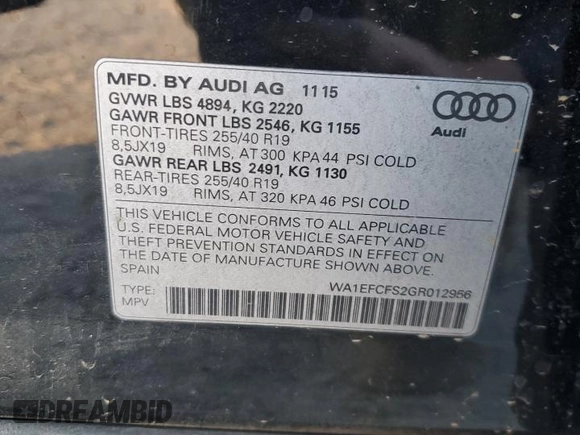 MFD. BY AUDI AG 11 15
GVWR LBS 4894, KG 2220
GAWR FRONT LBS 2546, KG 1155
FRONT-TIRES 255/40 R19
8,5JX19 RIMS, AT 300 KPA 44 PSI COLD
GAWR REAR LBS 2491, KG 1130
REAR-TIRES 255/40 R19
8,5JX19 RIMS, AT 320 KPA 46 PSI COLD
Audi
THIS VEHICLE CONFORMS TO ALL APPLICABLE
U.S. FEDERAL MOTOR VEHICLE SAFETY AND
THEFT PREVENTION STANDARDS IN EFFECT ON
THE DATE OF MANUFACTURE SHOWN ABOVE.
SPAIN
WA1EFCFS2GR012956
TYPE:
MPV
DREAMBID